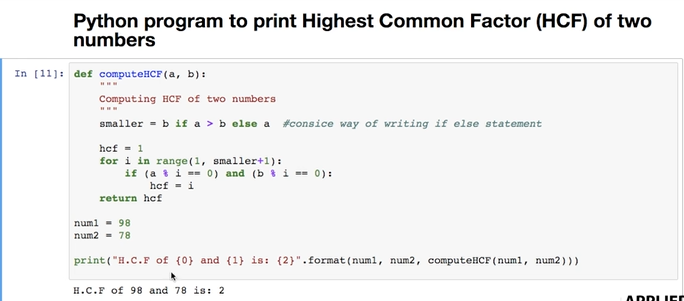 Python program to print Highest Common Factor (HCF) of two
numbers
In [11]: def computeHCF(a, b):
"""
Computing HCF of two numbers
"""
smaller = b if a > b else a  #consice way of writing if else statement
hcf = 1
for i in range(1, smaller+1):
if (a % i == 0) and (b % i == 0):
hcf = i
return hcf
num1 = 98
num2 = 78
print("H.C.F of {0} and {1} is: {2}".format(num1, num2, computeHCF(num1, num2)))
H.C.F of 98 and 78 is: 2